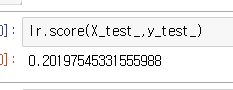 ]: lr.score(X_test_,y_test_)
]: 0.20197545331555988